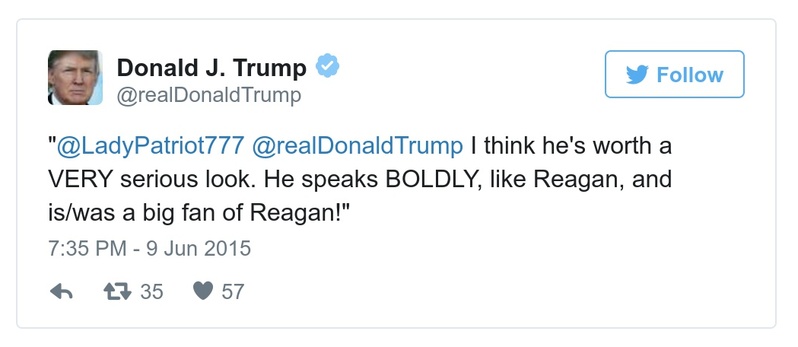 Donald J. Trump
@realDonaldTrump
Follow
"@LadyPatriot777 @realDonaldTrump I think he's worth a
VERY serious look. He speaks BOLDLY, like Reagan, and
is/was a big fan of Reagan!"
7:35 PM - 9 Jun 2015
35 57